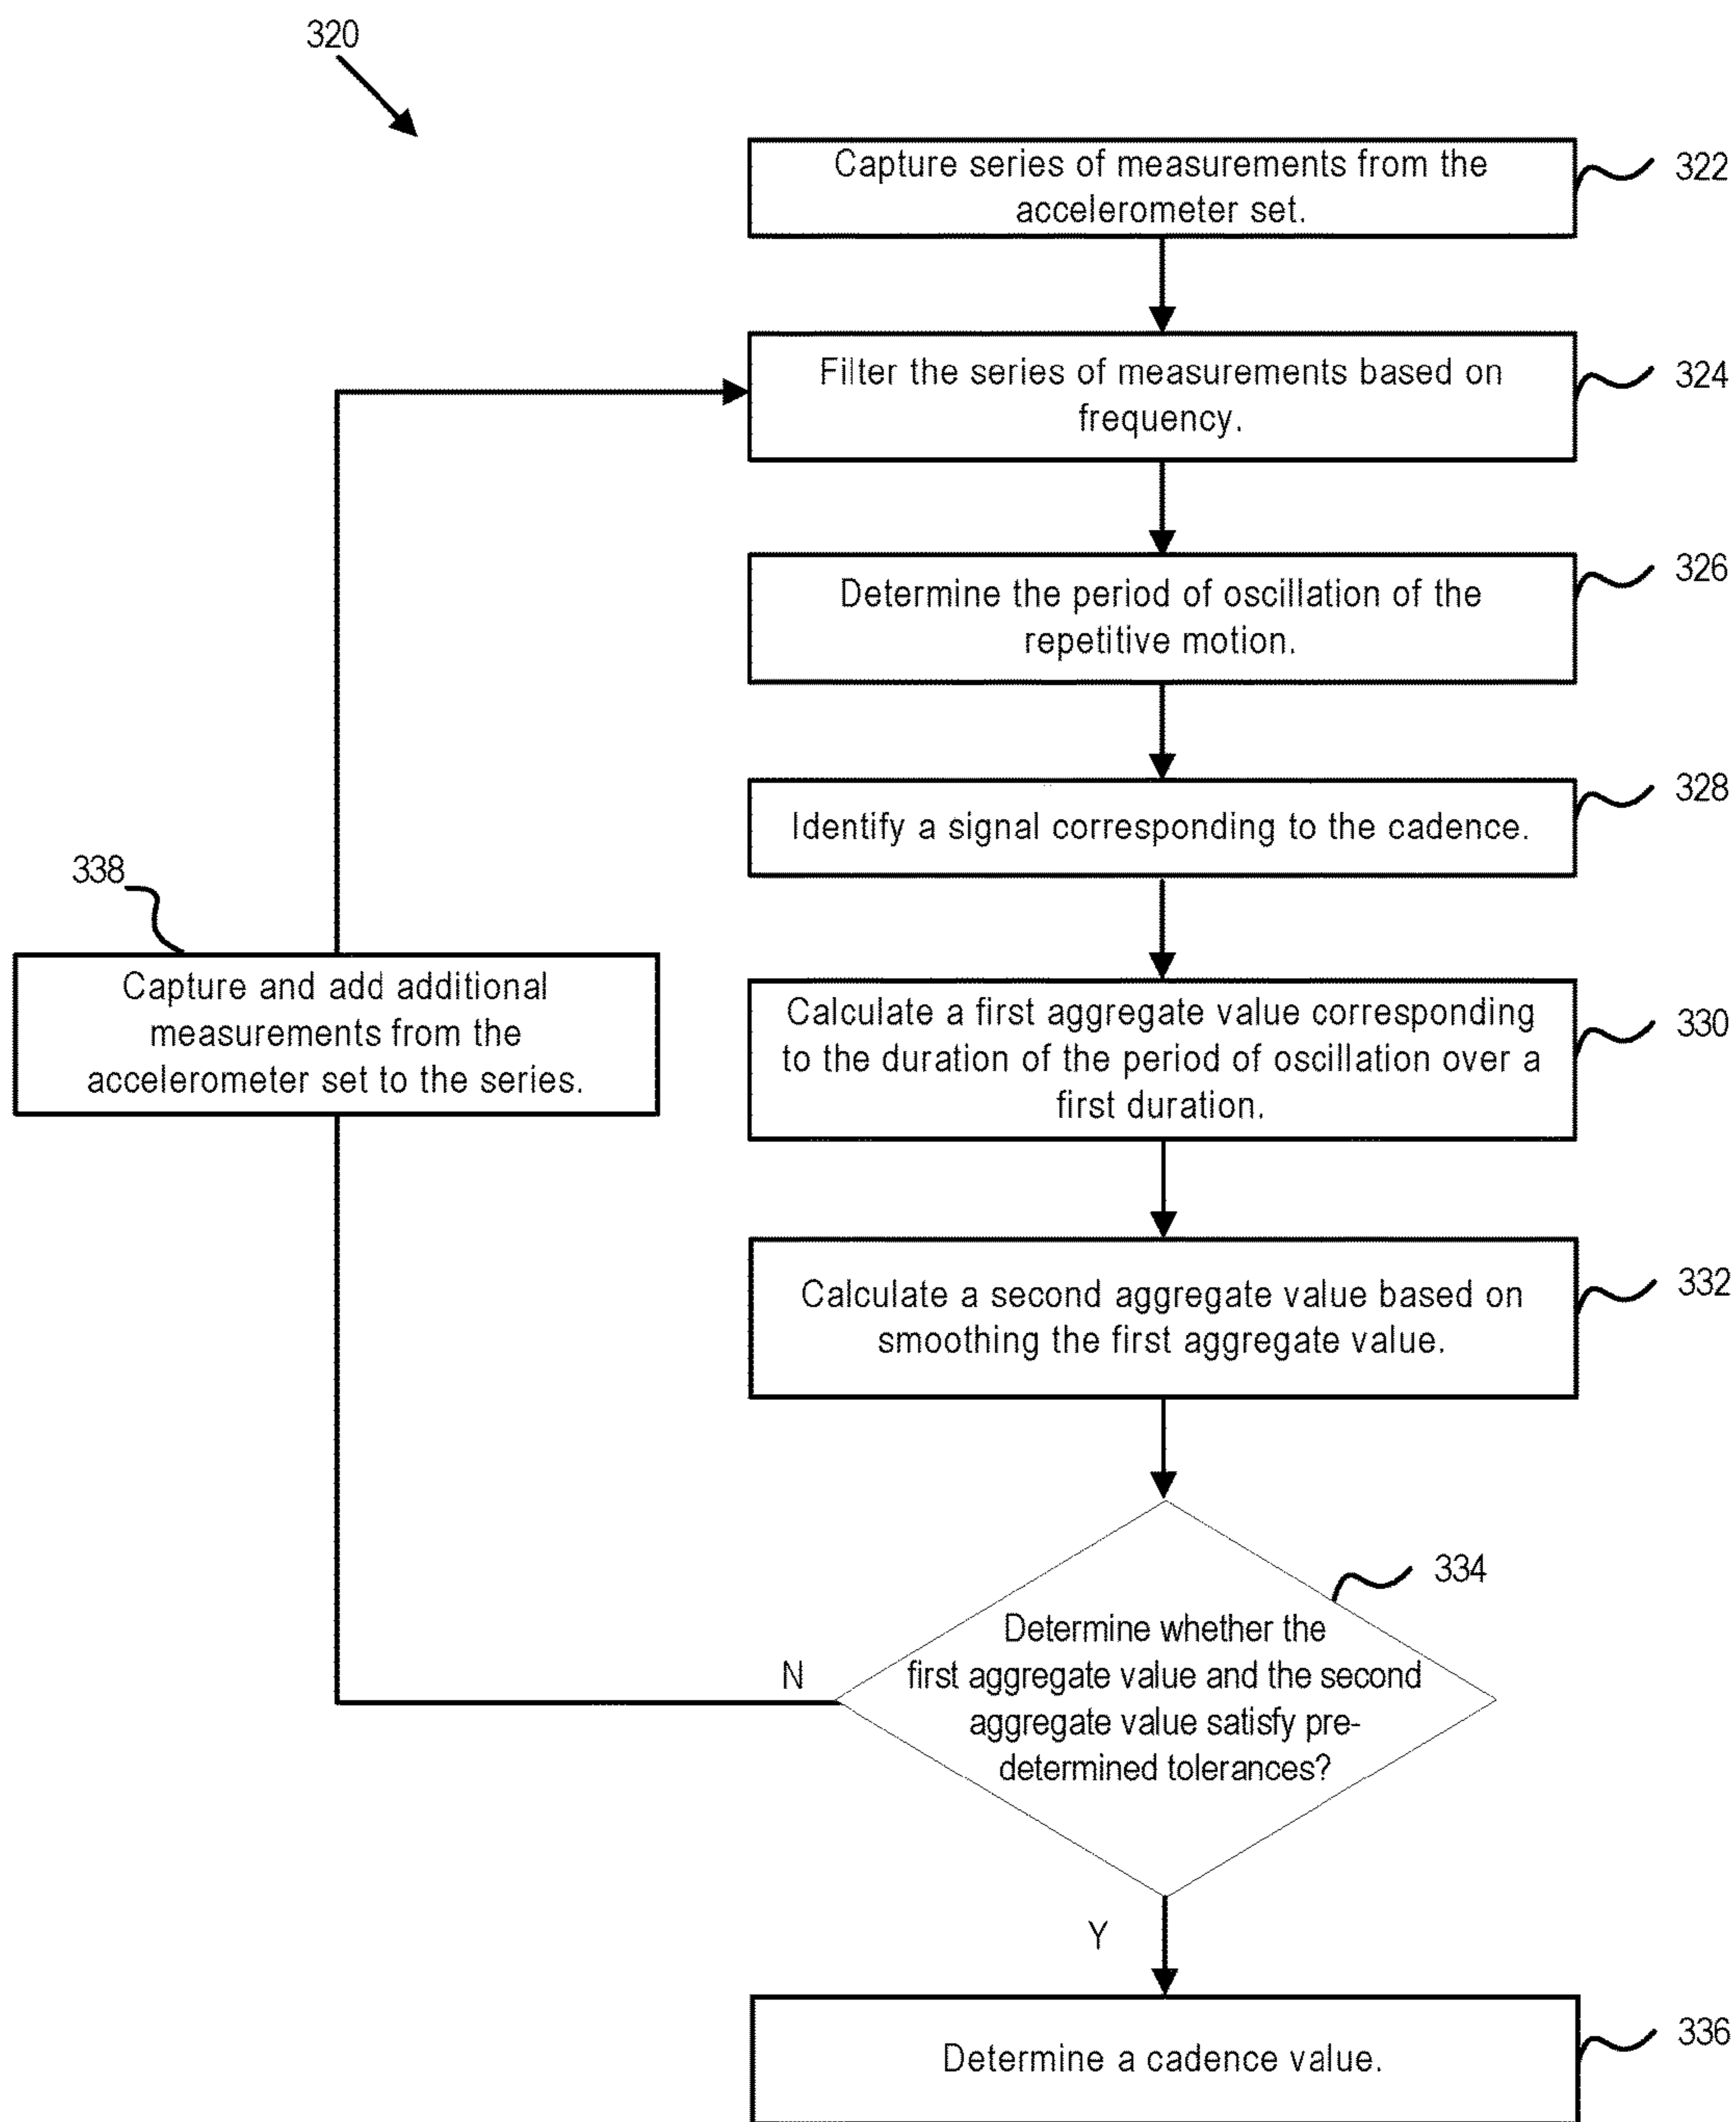 320
Capture series of measurements from the
accelerometer set.
322
Filter the series of measurements based on
frequency.
324
Determine the period of oscillation of the
repetitive motion.
326
Identify a signal corresponding to the cadence.
328
338
Capture and add additional
measurements from the
accelerometer set to the series.
Calculate a first aggregate value corresponding
to the duration of the period of oscillation over a
first duration.
330
Calculate a second aggregate value based on
smoothing the first aggregate value.
332
334
Determine whether the
first aggregate value and the second
aggregate value satisfy pre-
determined tolerances?
N
Y
Determine a cadence value.
336